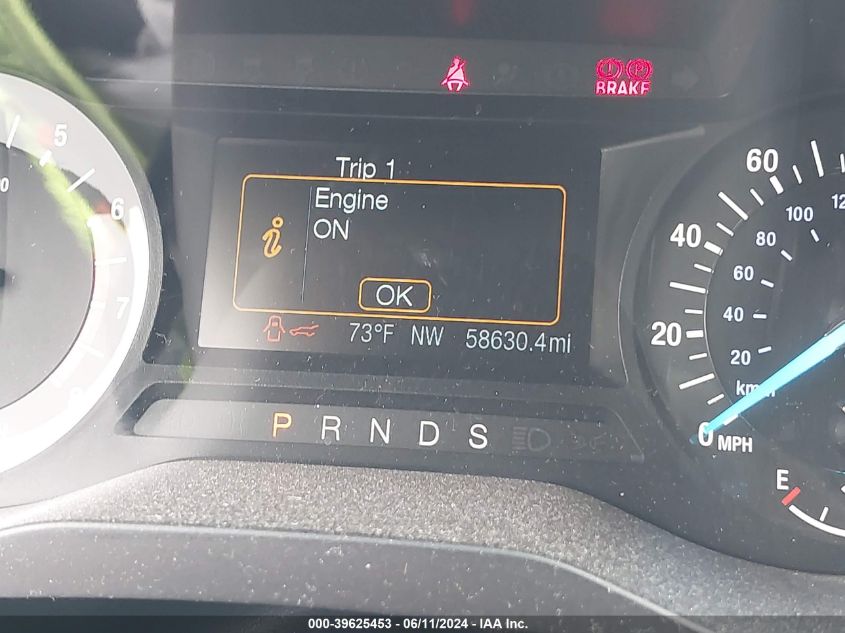 BRAKE
Trip 1
Engine
ON
OK
73°F NW 58630.4mi
P R N D S
5
6
7
60
40
20
0 MPH
100
80
60
40
20
E
000-39625453 - 06/11/2024 - IAA Inc.